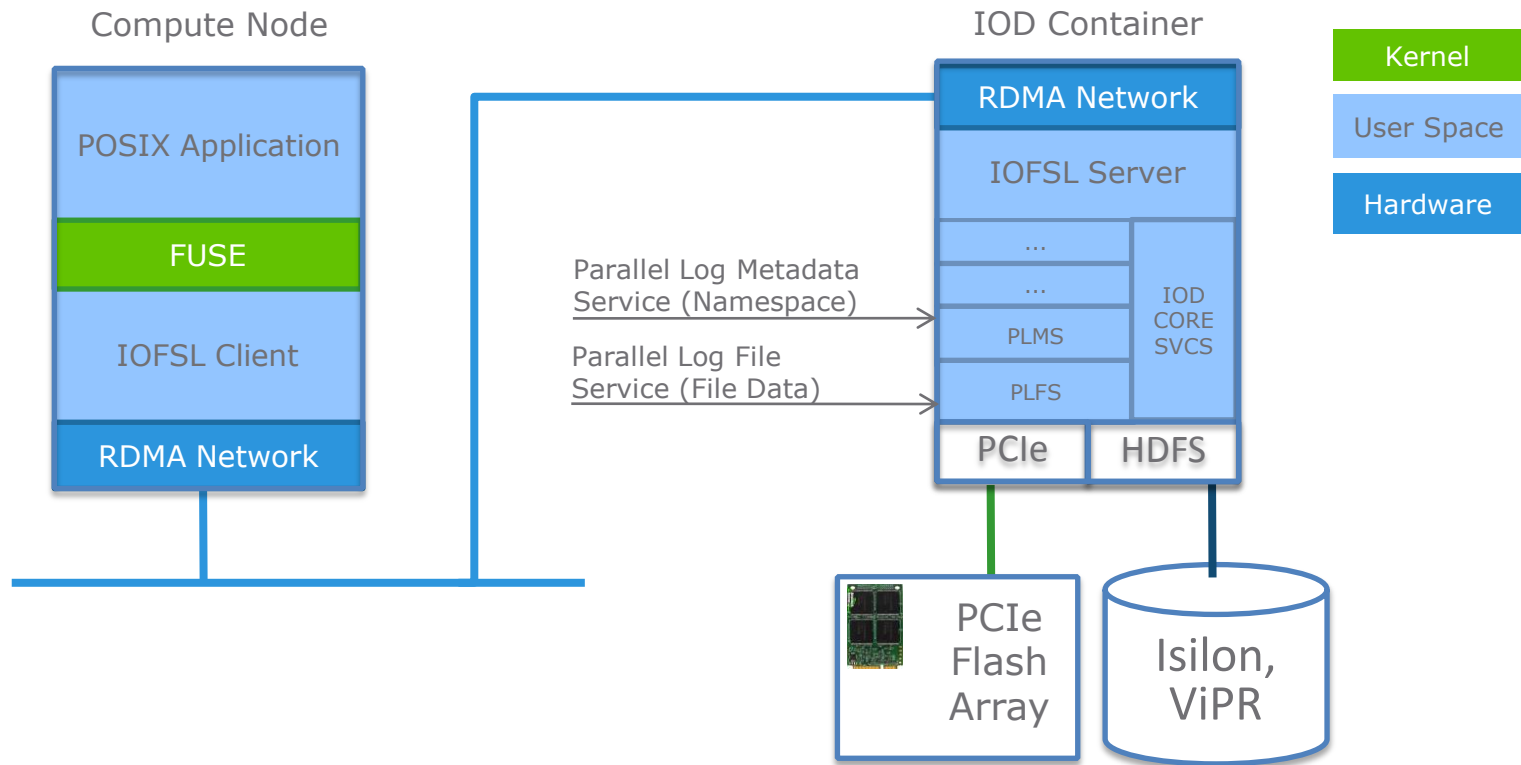 Compute Node
POSIX Application
FUSE
IOFSL Client
RDMA Network
IOD Container
RDMA Network
IOFSL Server
...
...
PLMS
PLFS
IOD
CORE
SVCS
PCIe
HDFS
Parallel Log Metadata
Service (Namespace)
Parallel Log File
Service (File Data)
PCIe
Flash
Array
Isilon,
ViPR
Kernel
User Space
Hardware